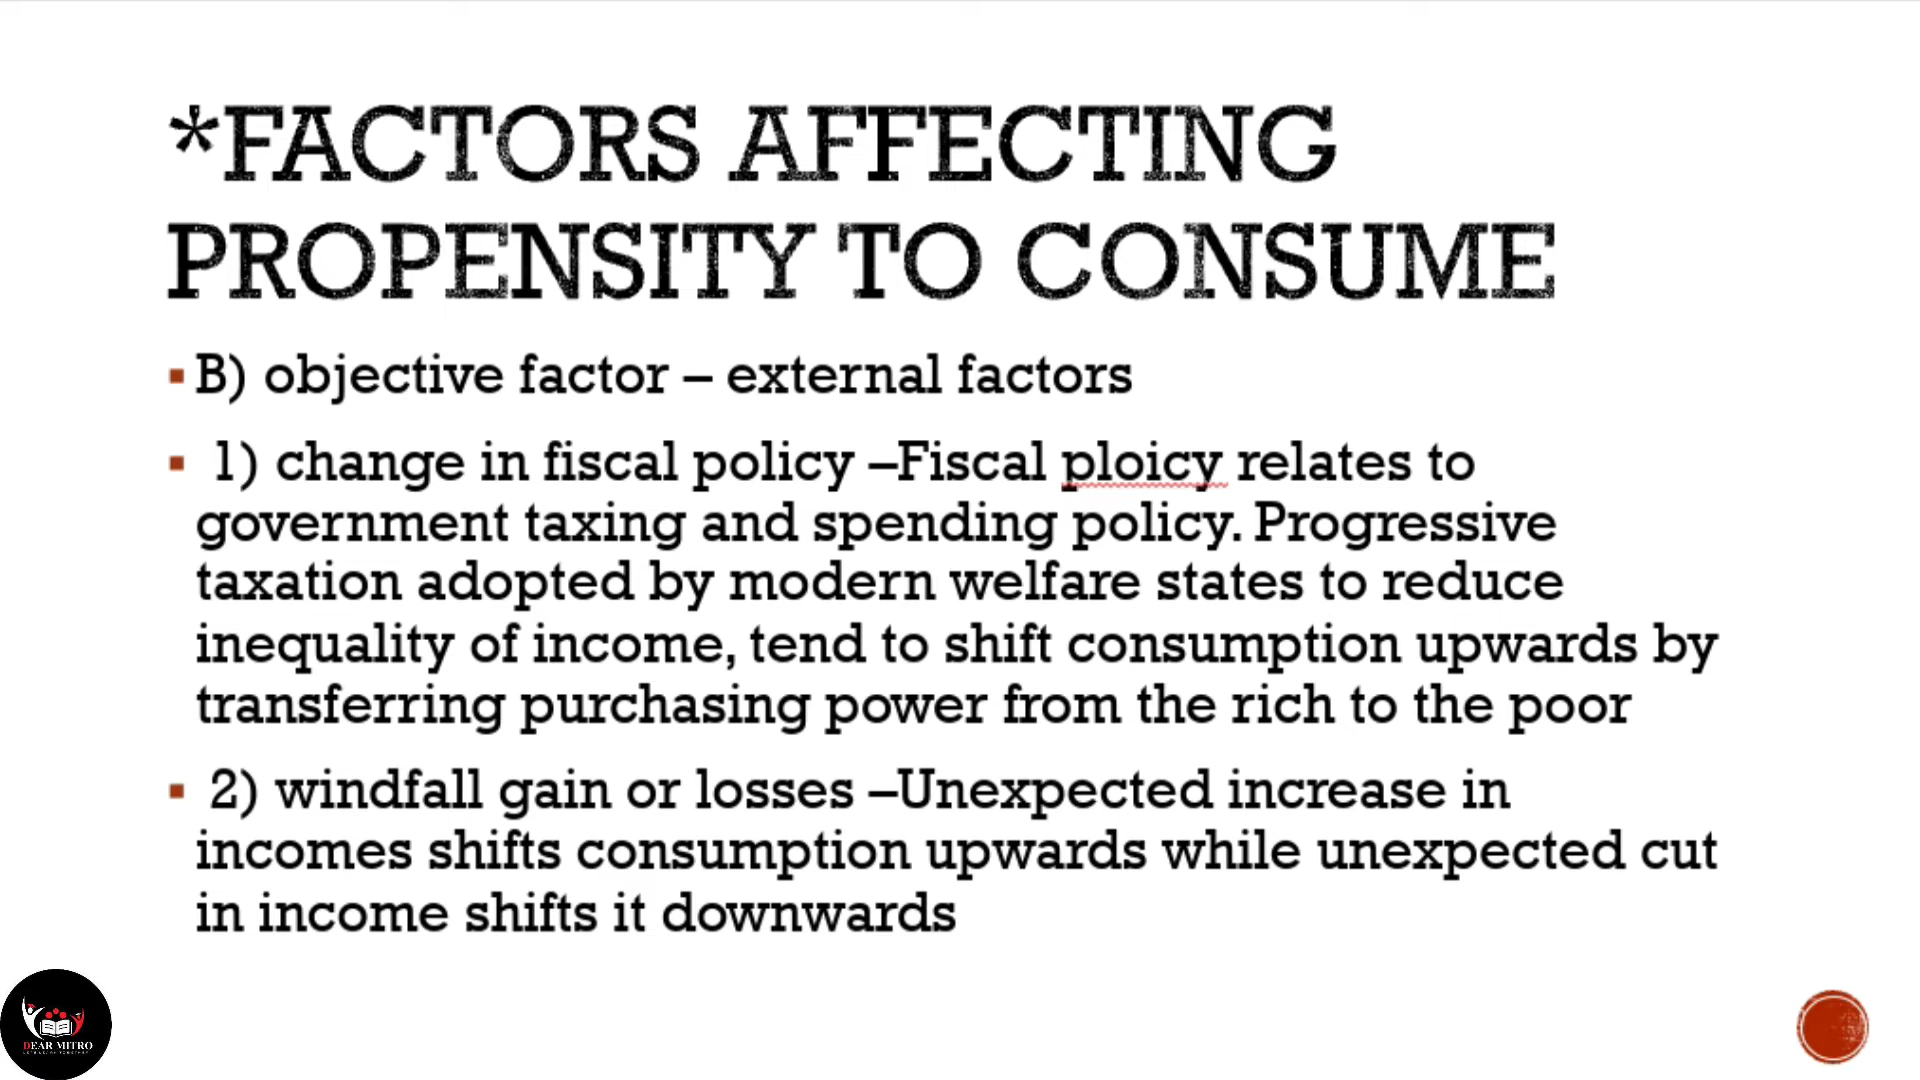 *FACTORS AFFECTING
PROPENSITY TO CONSUME
▪B) objective factor – external factors
▪ 1) change in fiscal policy –Fiscal ploicy relates to
government taxing and spending policy. Progressive
taxation adopted by modern welfare states to reduce
inequality of income, tend to shift consumption upwards by
transferring purchasing power from the rich to the poor
▪ 2) windfall gain or losses –Unexpected increase in
incomes shifts consumption upwards while unexpected cut
in income shifts it downwards
DEAR MITRO